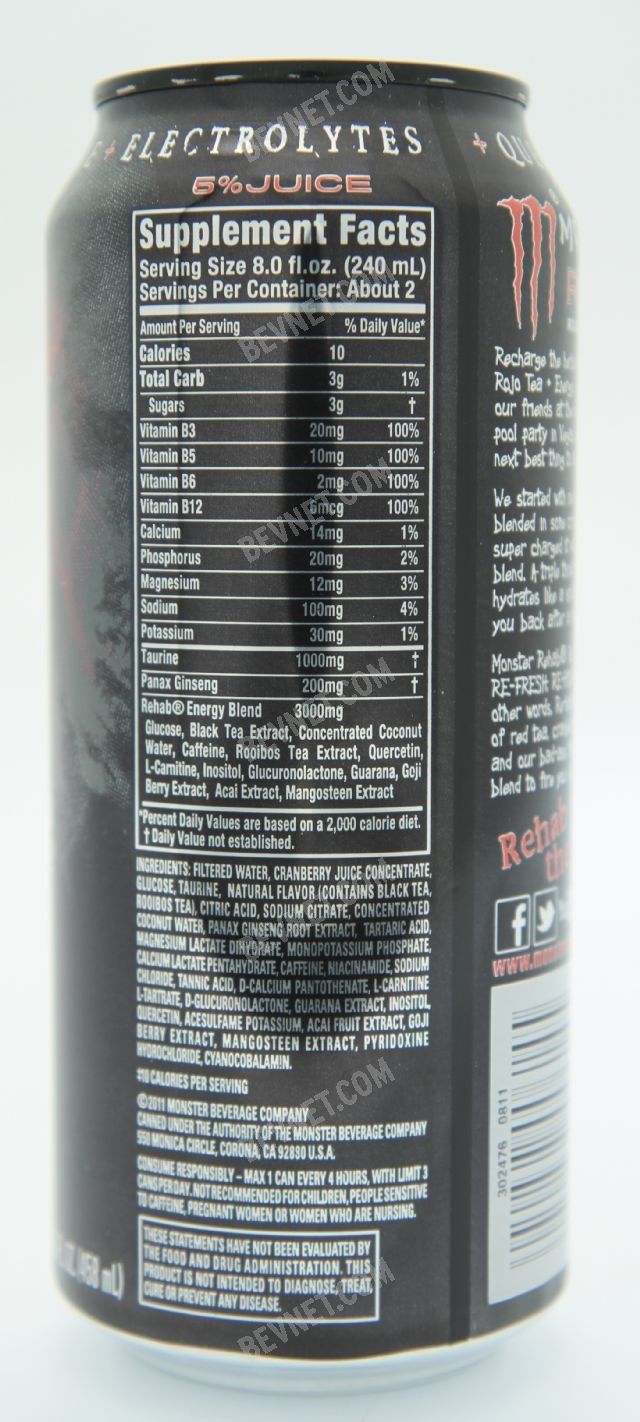 + ELECTROLYTES
5% JUICE
Supplement Facts
Serving Size 8.0 fl.oz. (240 mL)
Servings Per Container: About 2
Amount Per Serving % Daily Value*
Calories 10
Total Carb 3g 1%
Sugars 3g †
Vitamin B3 20mg 100%
Vitamin B5 10mg 100%
Vitamin B6 2mg 100%
Vitamin B12 6mcg 100%
Calcium 14mg 1%
Phosphorus 20mg 2%
Magnesium 12mg 3%
Sodium 100mg 4%
Potassium 30mg 1%
Taurine 1000mg †
Panax Ginseng 200mg †
Rehab® Energy Blend 3000mg
Glucose, Black Tea Extract, Concentrated Coconut
Water, Caffeine, Rooibos Tea Extract, Quercetin,
L-Carnitine, Inositol, Glucuronolactone, Guarana, Goji
Berry Extract, Acai Extract, Mangosteen Extract
*Percent Daily Values are based on a 2,000 calorie diet.
† Daily Value not established.
INGREDIENTS: FILTERED WATER, CRANBERRY JUICE CONCENTRATE,
GLUCOSE, TAURINE, NATURAL FLAVOR (CONTAINS BLACK TEA,
ROOIBOS TEA), CITRIC ACID, SODIUM CITRATE, CONCENTRATED
COCONUT WATER, PANAX GINSENG ROOT EXTRACT, TARTARIC ACID,
MAGNESIUM LACTATE DIHYDRATE, MONOPOTASSIUM PHOSPHATE,
CALCIUM LACTATE PENTAHYDRATE, CAFFEINE, NIACINAMIDE, SODIUM
CHLORIDE, TANNIC ACID, D-CALCIUM PANTOTHENATE, L-CARNITINE
L-TARTRATE, D-GLUCURONOLACTONE, GUARANA EXTRACT, INOSITOL,
QUERCETIN, ACESULFAME POTASSIUM, ACAI FRUIT EXTRACT, GOJI
BERRY EXTRACT, MANGOSTEEN EXTRACT, PYRIDOXINE
HYDROCHLORIDE, CYANOCOBALAMIN.
‡10 CALORIES PER SERVING
©2011 MONSTER BEVERAGE COMPANY
CANNED UNDER THE AUTHORITY OF THE MONSTER BEVERAGE COMPANY
550 MONICA CIRCLE, CORONA, CA 92880 U.S.A.
CONSUME RESPONSIBLY – MAX 1 CAN EVERY 4 HOURS, WITH LIMIT 3
CANS PER DAY. NOT RECOMMENDED FOR CHILDREN, PEOPLE SENSITIVE
TO CAFFEINE, PREGNANT WOMEN OR WOMEN WHO ARE NURSING.
THESE STATEMENTS HAVE NOT BEEN EVALUATED BY
THE FOOD AND DRUG ADMINISTRATION. THIS
PRODUCT IS NOT INTENDED TO DIAGNOSE, TREAT,
CURE OR PREVENT ANY DISEASE.
(458 mL)
Recharge the
Rojo Tea + 
our friends at
pool party in
next best thing
We started with
blended in some
super charged
blend. A triple
hydrates like a
you back after
Monster Rehab®
RE-FRESH,
other words,
of red tea,
and our
blend to fire you
Rehab
302476 0811
BEVNET.COM
BEVNET.COM
BEVNET.COM
BEVNET.COM
BEVNET.COM
BEVNET.COM
BEVNET.COM